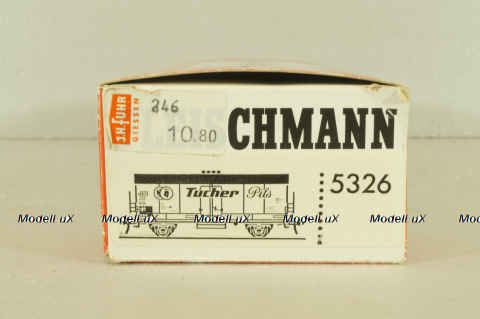 J.K. FUHR
GIESSEN
346
10.80
CHMANN
Tucher Pils
5326
Modell uX Modell uX Modell uX Modell uX Modell uX Modell